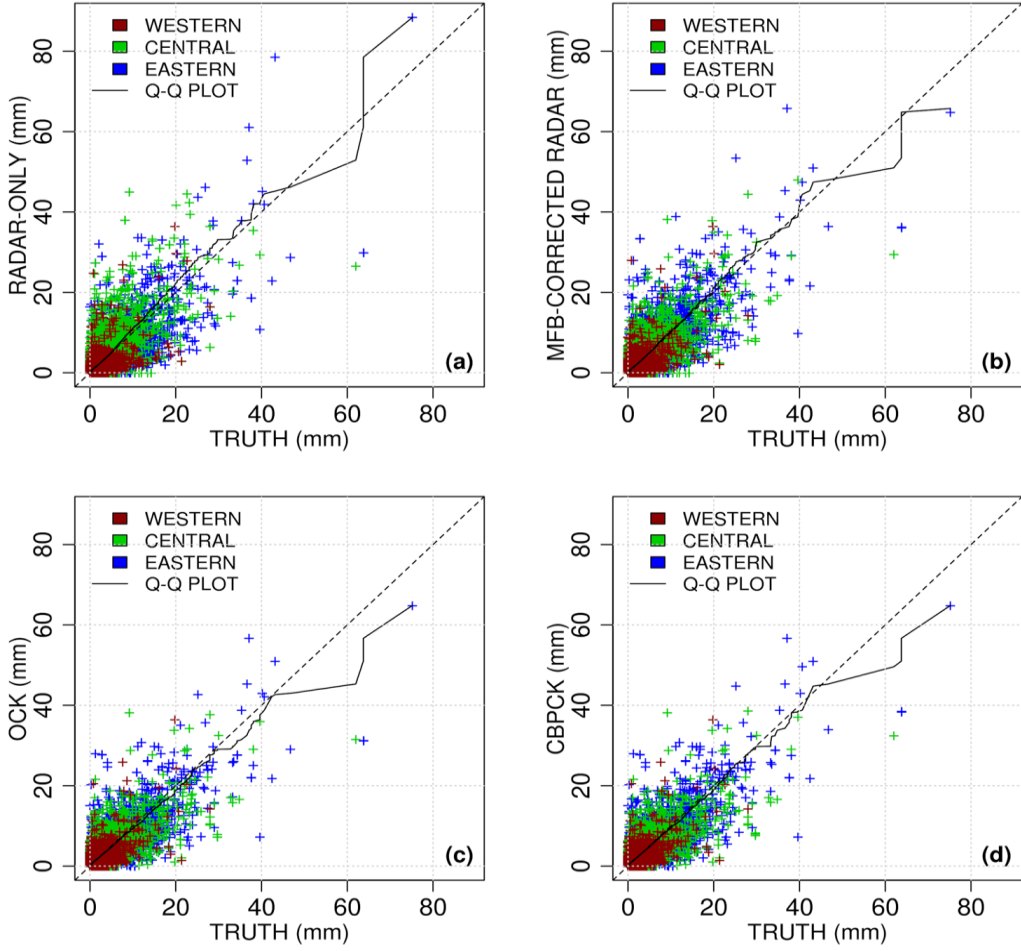 RADAR-ONLY (mm)
80
60
40
20
0
WESTERN
CENTRAL
EASTERN
Q-Q PLOT
(a)
0 20 40 60 80
TRUTH (mm)
MFB-CORRECTED RADAR (mm)
80
60
40
20
0
WESTERN
CENTRAL
EASTERN
Q-Q PLOT
(b)
0 20 40 60 80
TRUTH (mm)
OCK (mm)
80
60
40
20
0
WESTERN
CENTRAL
EASTERN
Q-Q PLOT
(c)
0 20 40 60 80
TRUTH (mm)
CBPCK (mm)
80
60
40
20
0
WESTERN
CENTRAL
EASTERN
Q-Q PLOT
(d)
0 20 40 60 80
TRUTH (mm)